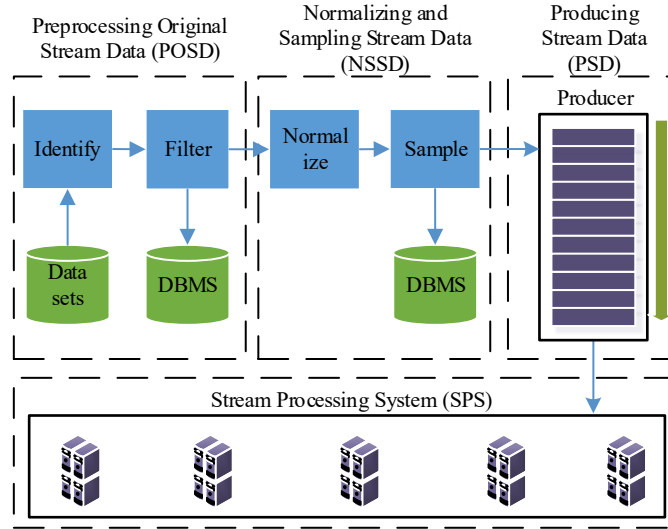 Preprocessing Original
Stream Data (POSD)
Normalizing and
Sampling Stream Data
(NSSD)
Producing
Stream Data
(PSD)
Producer
Identify
Filter
Normal
ize
Sample
Data
sets
DBMS
DBMS
Stream Processing System (SPS)